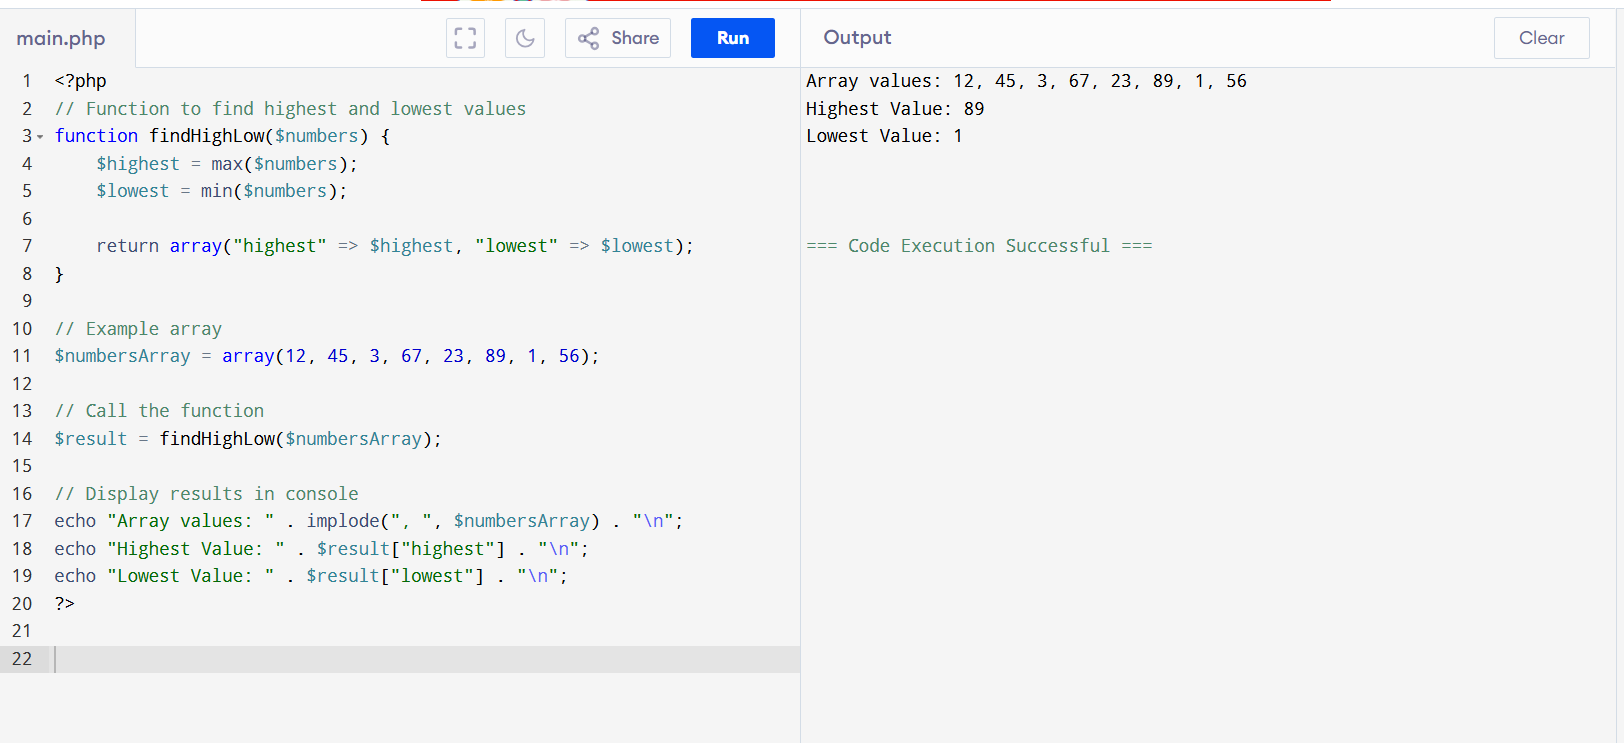 main.php
Share
Run
Output
Clear
1 <?php
2 // Function to find highest and lowest values
3 function findHighLow($numbers) {
4     $highest = max($numbers);
5     $lowest = min($numbers);
6
7     return array("highest" => $highest, "lowest" => $lowest);
8 }
9
10 // Example array
11 $numbersArray = array(12, 45, 3, 67, 23, 89, 1, 56);
12
13 // Call the function
14 $result = findHighLow($numbersArray);
15
16 // Display results in console
17 echo "Array values: " . implode(", ", $numbersArray) . "\n";
18 echo "Highest Value: " . $result["highest"] . "\n";
19 echo "Lowest Value: " . $result["lowest"] . "\n";
20 ?>
21
22
Array values: 12, 45, 3, 67, 23, 89, 1, 56
Highest Value: 89
Lowest Value: 1
=== Code Execution Successful ===